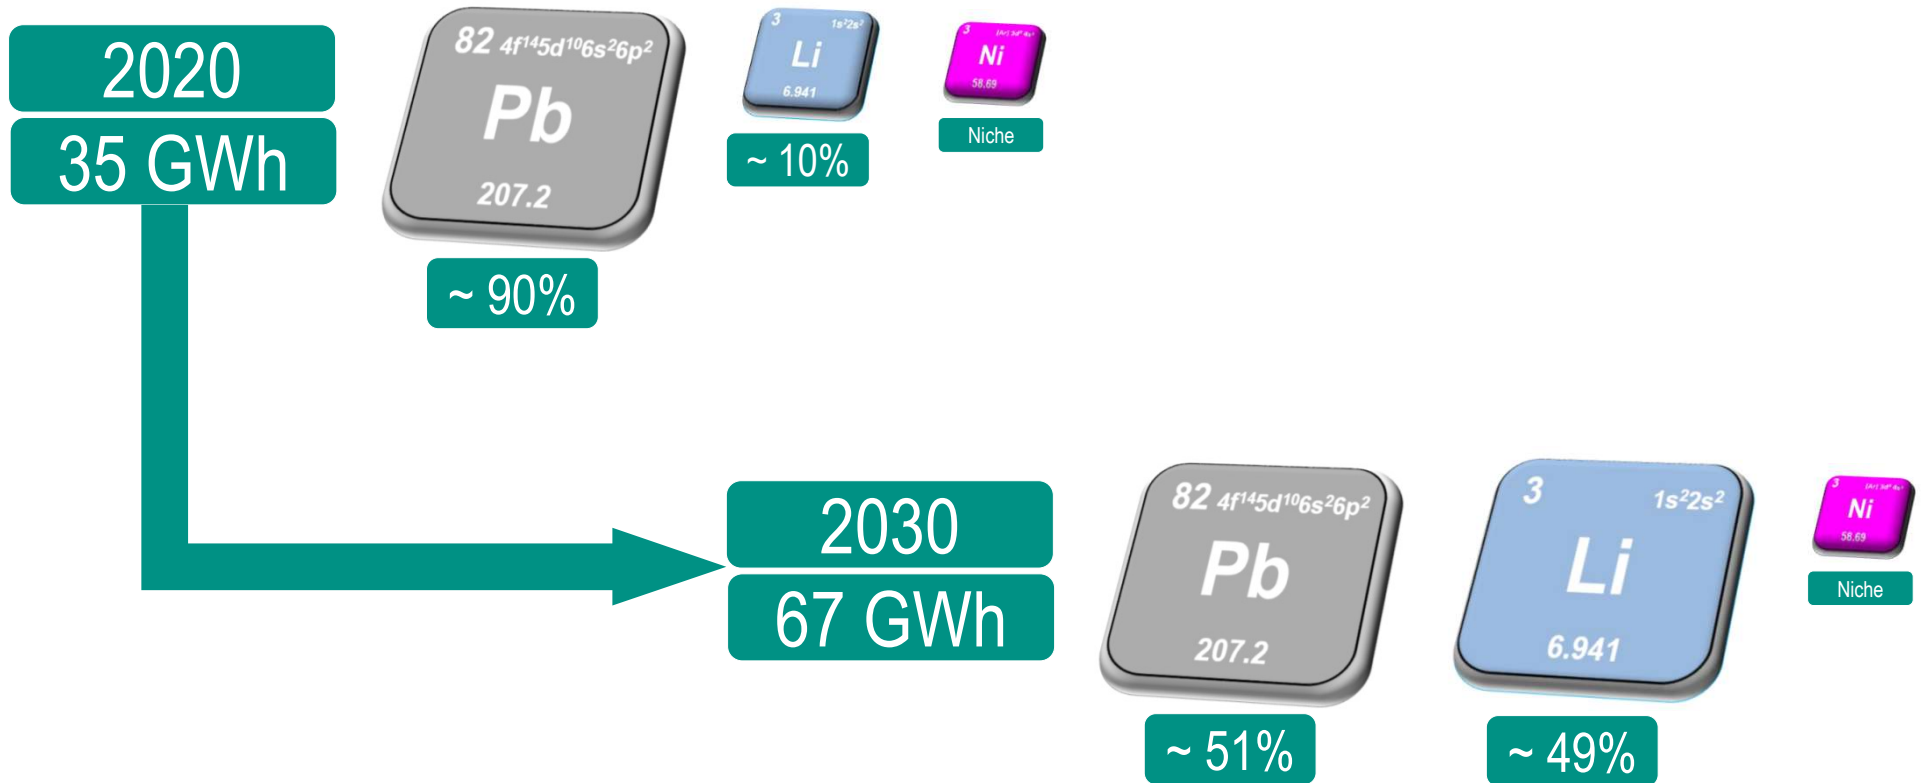 2020
35 GWh
82 4f¹⁴5d¹⁰6s²6p²
Pb
207.2
~ 90%
3 1s²2s²
Li
6.941
~ 10%
3
Ni
58.69
Niche
2030
67 GWh
82 4f¹⁴5d¹⁰6s²6p²
Pb
207.2
~ 51%
3 1s²2s²
Li
6.941
~ 49%
3
Ni
58.69
Niche